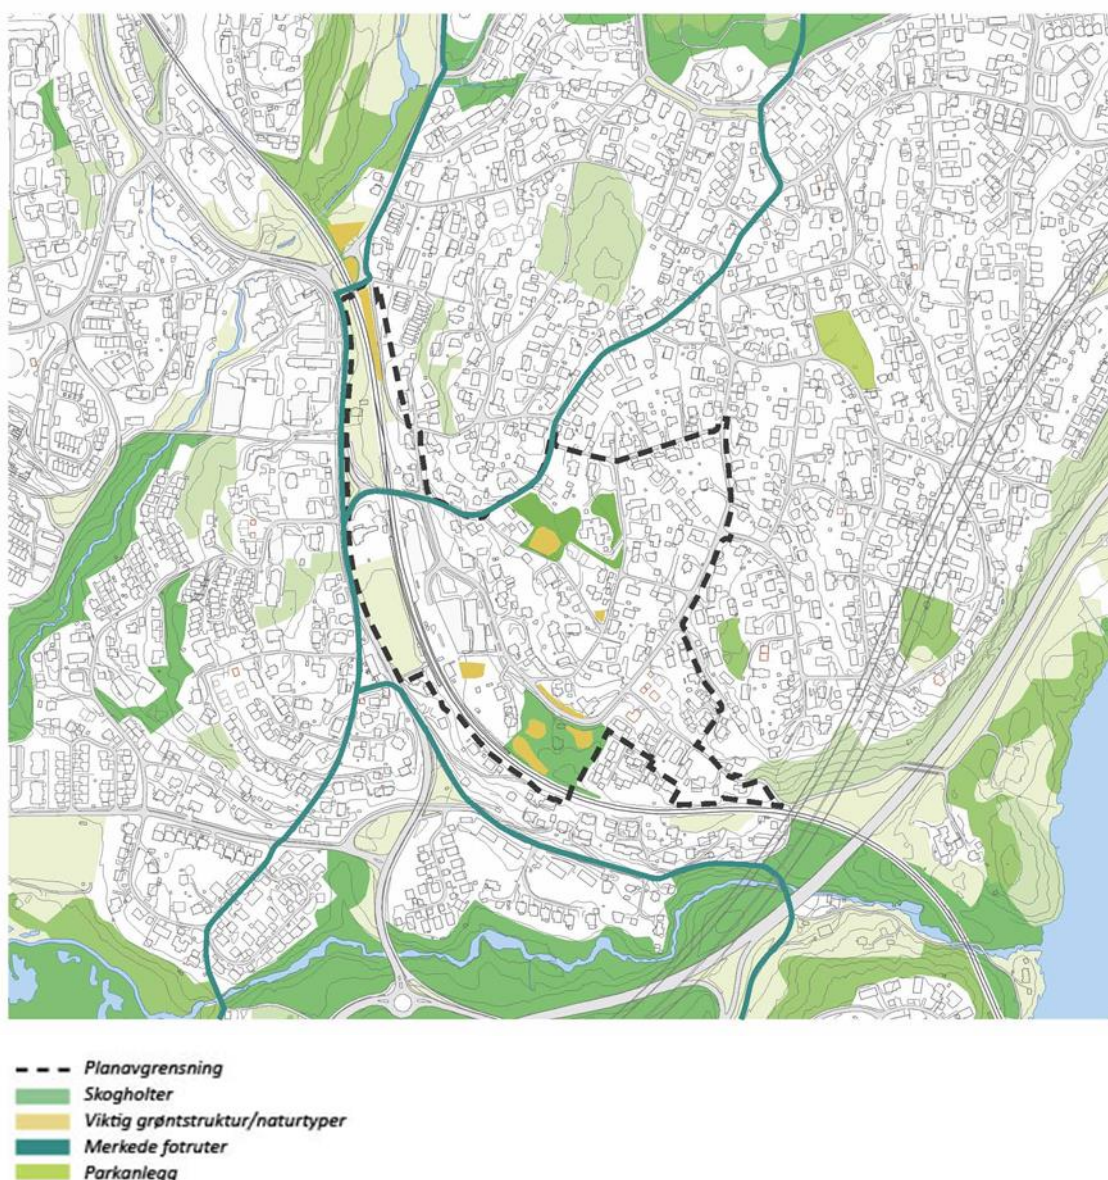 Planavgrensning
Skogholter
Viktig grøntstruktur/naturtyper
Merkede fotruter
Parkanlegg